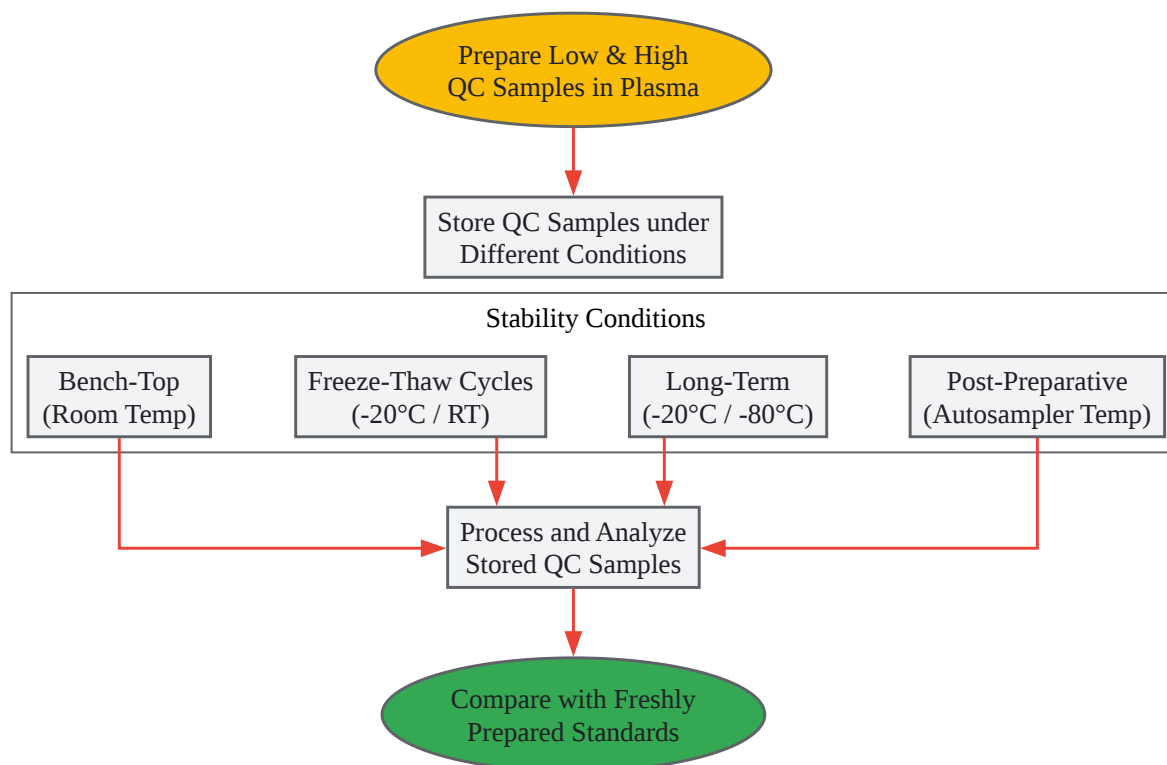 Prepare Low & High
QC Samples in Plasma
Store QC Samples under
Different Conditions
Stability Conditions
Bench-Top
(Room Temp)
Freeze-Thaw Cycles
(-20°C / RT)
Long-Term
(-20°C / -80°C)
Post-Preparative
(Autosampler Temp)
Process and Analyze
Stored QC Samples
Compare with Freshly
Prepared Standards